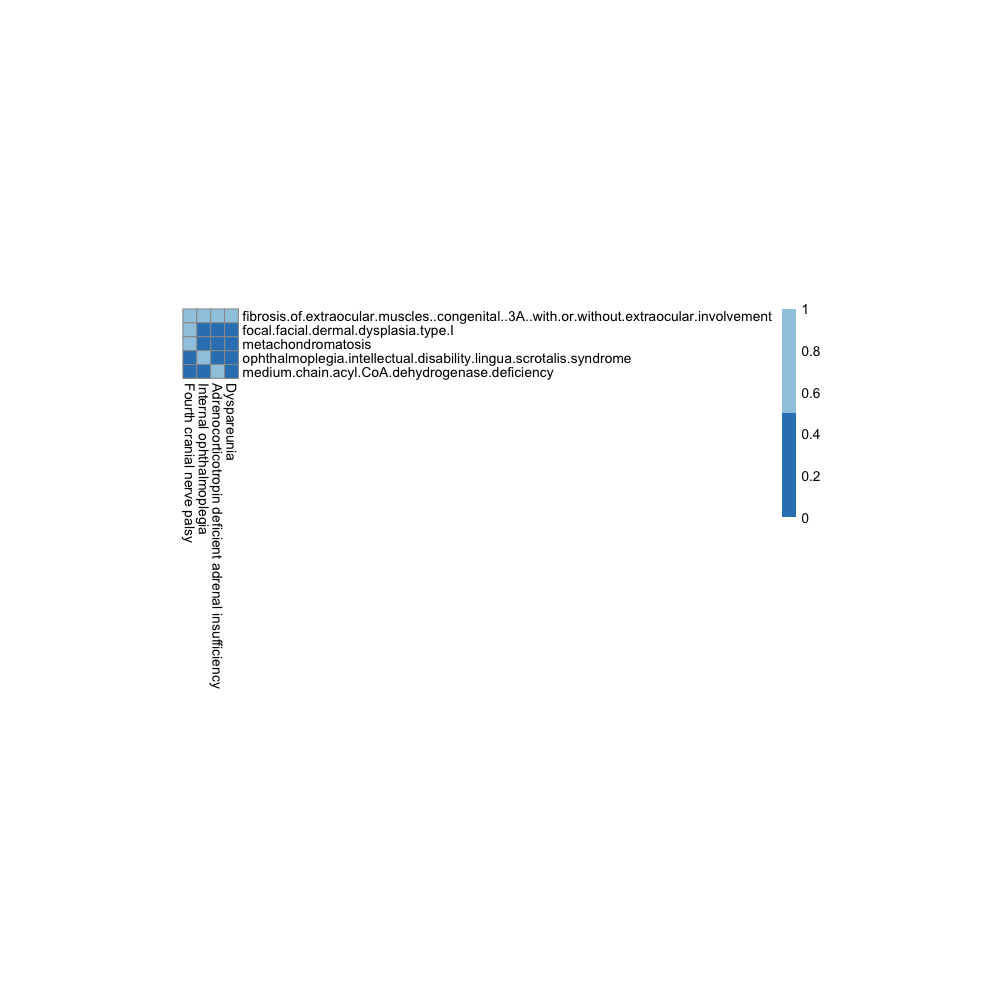 fibrosis.of.extraocular.muscles..congenital..3A..with.or.without.extraocular.involvement
focal.facial.dermal.dysplasia.type.I
metachondromatosis
ophthalmoplegia.intellectual.disability.lingua.scrotalis.syndrome
medium.chain.acyl.CoA.dehydrogenase.deficiency
Fourth cranial nerve palsy
Internal ophthalmoplegia
Adrenocorticotropin deficient adrenal insufficiency
Dyspareunia
1
0.8
0.6
0.4
0.2
0